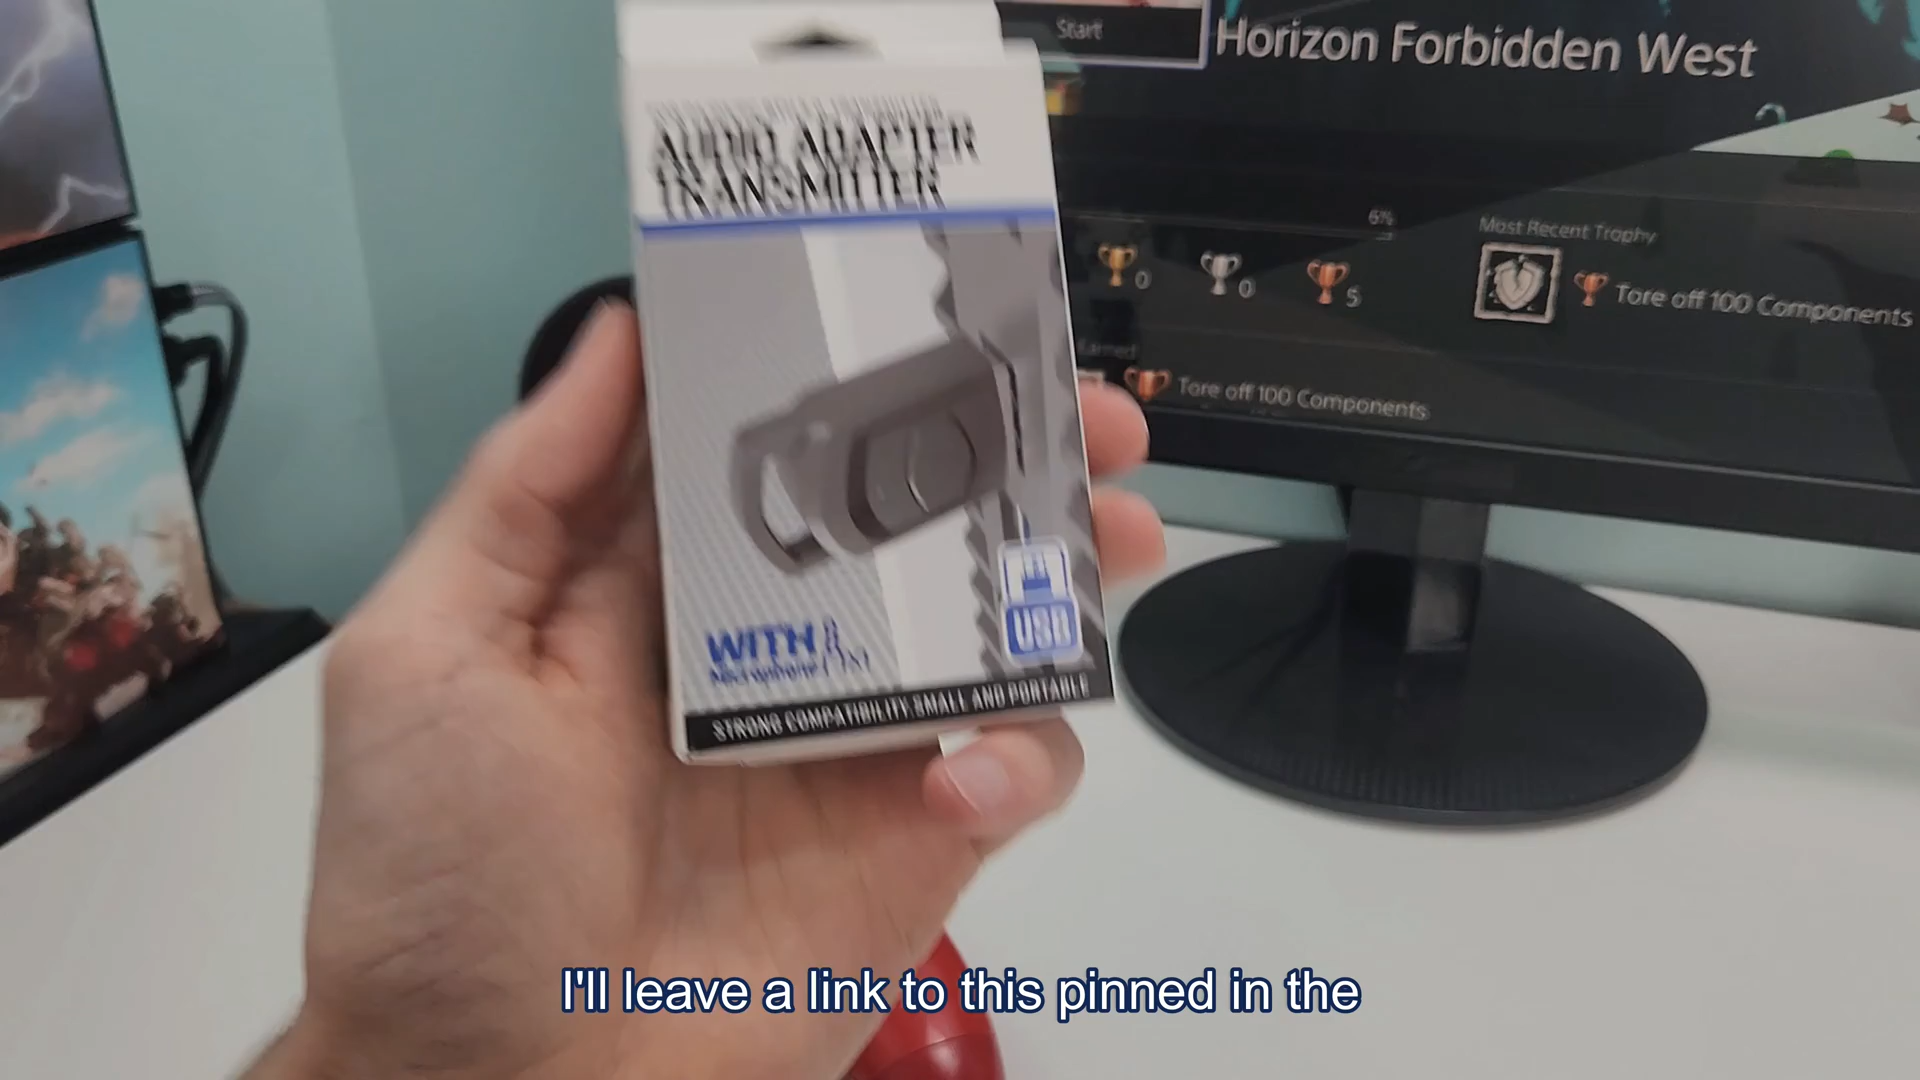 Start
Horizon Forbidden West
AUDIO ADAPTER
TRANSMITTER
6%
Most Recent Trophy
0
0
5
Tore off 100 Components
Earned
Tore off 100 Components
WITH
USB
STRONG COMPATIBILITY.SMALL AND PORTABLE
I'll leave a link to this pinned in the